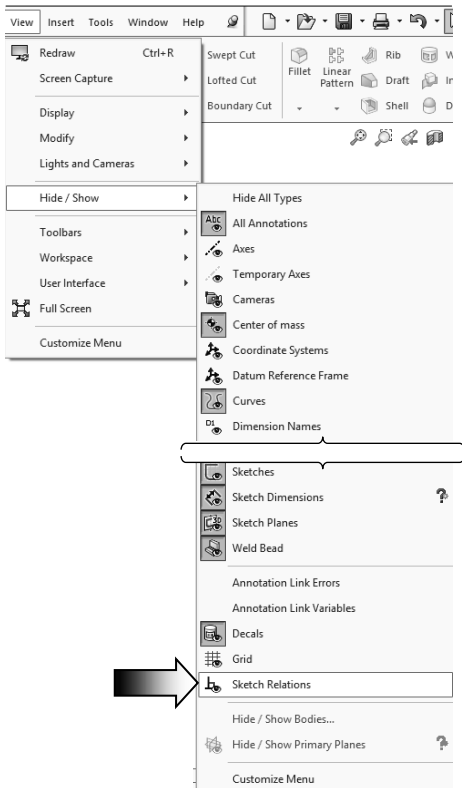 View Insert Tools Window Help
Redraw Ctrl+R
Screen Capture
Display
Modify
Lights and Cameras
Hide / Show
Toolbars
Workspace
User Interface
Full Screen
Customize Menu
Swept Cut
Lofted Cut
Boundary Cut
Fillet
Linear
Pattern
Rib
Draft
Shell
W
In
D
Hide All Types
Abc All Annotations
Axes
Temporary Axes
Cameras
Center of mass
Coordinate Systems
Datum Reference Frame
Curves
D1 Dimension Names
Sketches
Sketch Dimensions ?
3D Sketch Planes
Weld Bead
Annotation Link Errors
Annotation Link Variables
Decals
Grid
Sketch Relations
Hide / Show Bodies...
Hide / Show Primary Planes ?
Customize Menu